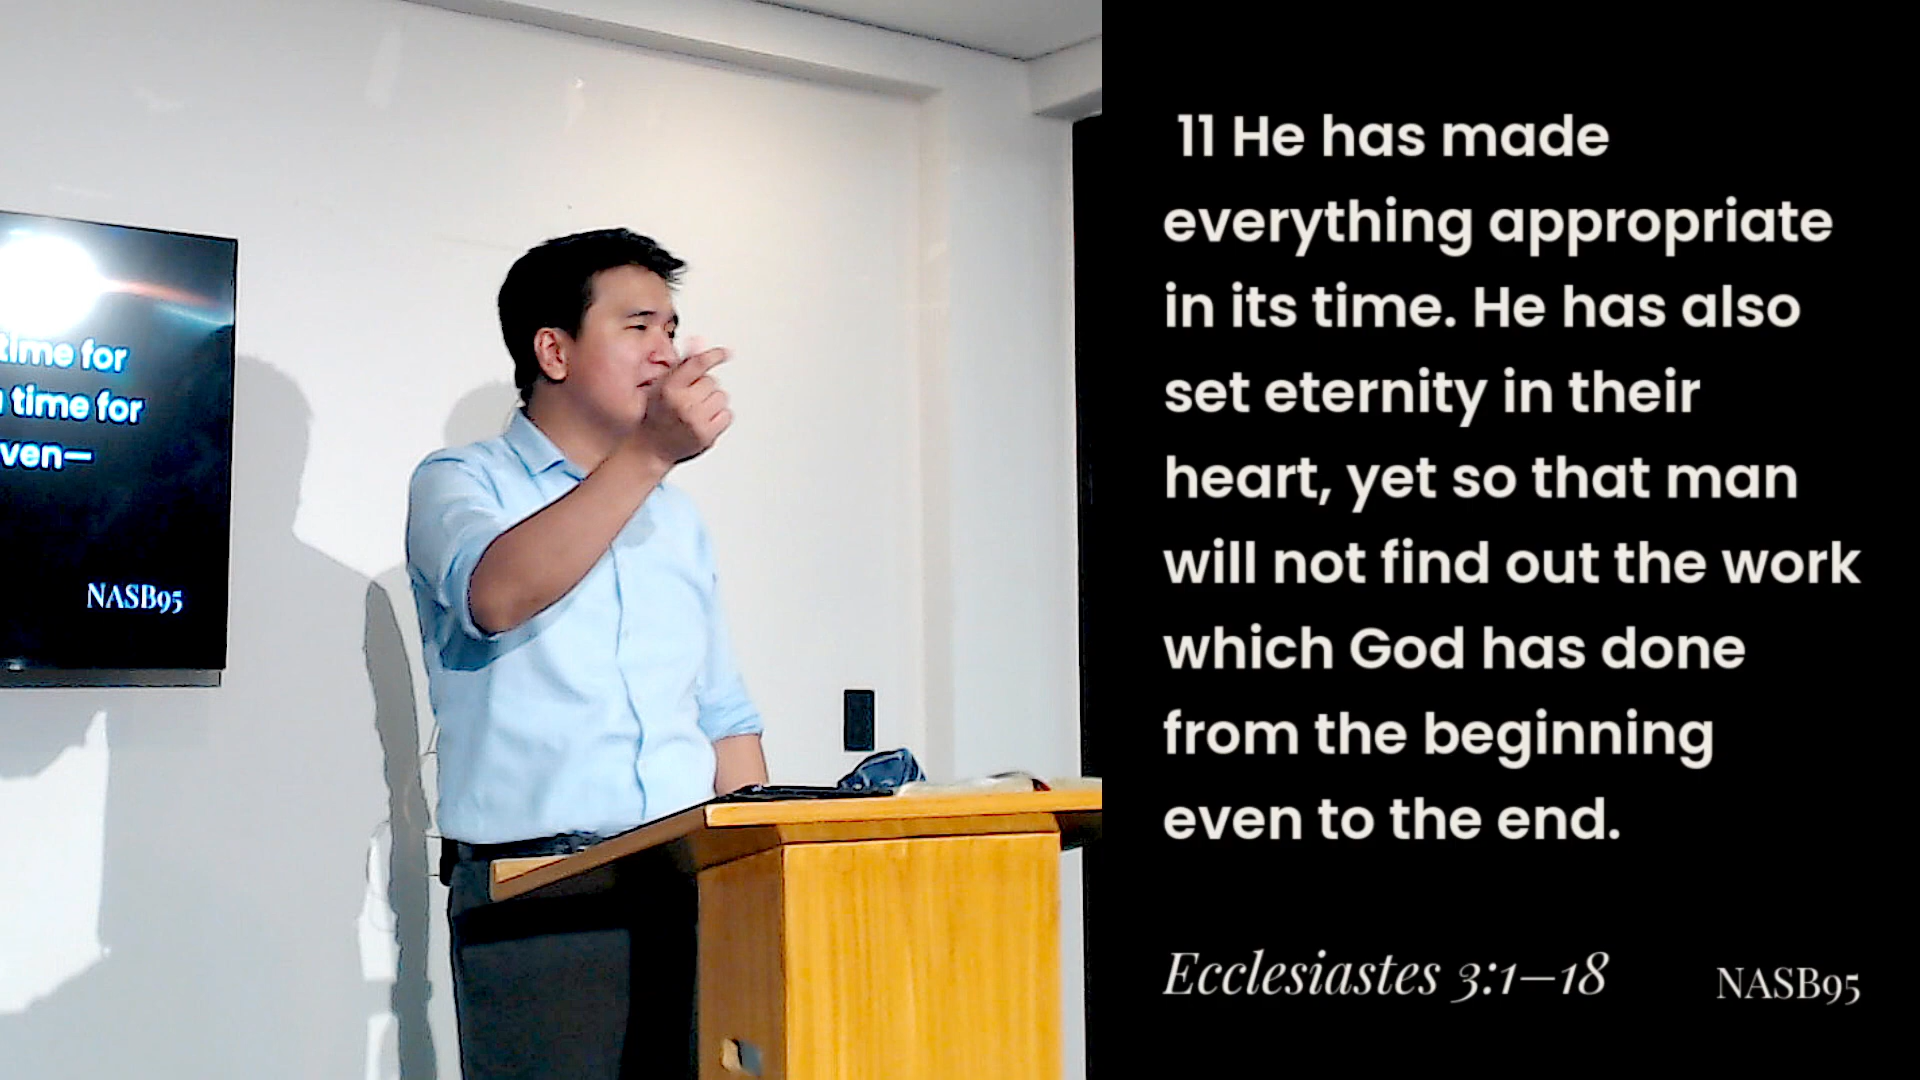 time for
time for
ven—
NASB95
11 He has made
everything appropriate
in its time. He has also
set eternity in their
heart, yet so that man
will not find out the work
which God has done
from the beginning
even to the end.
Ecclesiastes 3:1–18 NASB95